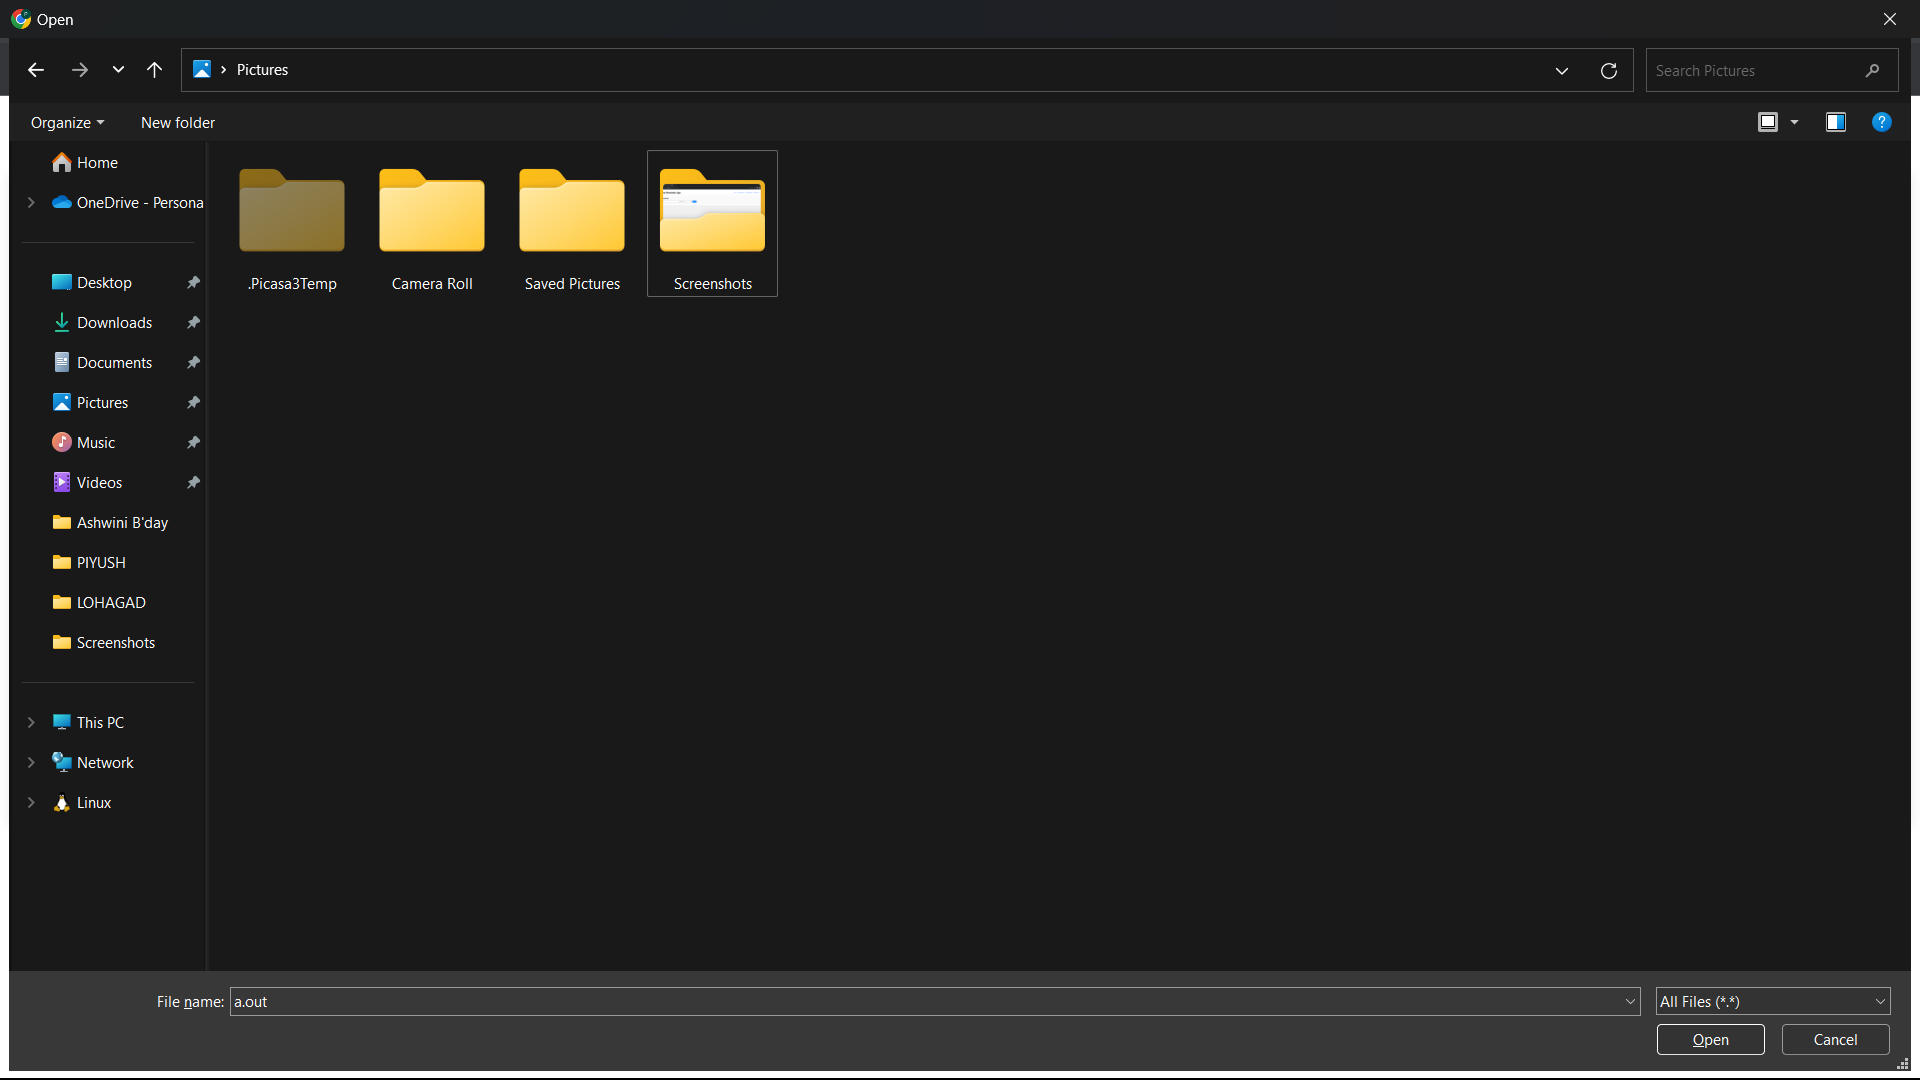 Open
Pictures
Search Pictures
Organize
New folder
Home
OneDrive - Persona
Desktop
Downloads
Documents
Pictures
Music
Videos
Ashwini B'day
PIYUSH
LOHAGAD
Screenshots
This PC
Network
Linux
.Picasa3Temp
Camera Roll
Saved Pictures
Screenshots
File name:
a.out
All Files (*.*)
Open
Cancel